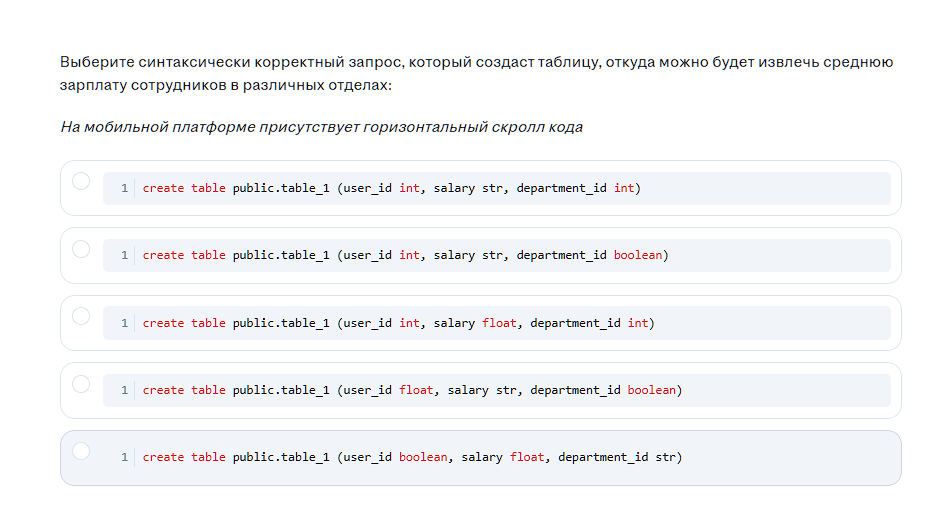 Выберите синтаксически корректный запрос, который создаст таблицу, откуда можно будет извлечь среднюю
зарплату сотрудников в различных отделах:
На мобильной платформе присутствует горизонтальный скролл кода
1 create table public.table_1 (user_id int, salary str, department_id int)
1 create table public.table_1 (user_id int, salary str, department_id boolean)
1 create table public.table_1 (user_id int, salary float, department_id int)
1 create table public.table_1 (user_id float, salary str, department_id boolean)
1 create table public.table_1 (user_id boolean, salary float, department_id str)